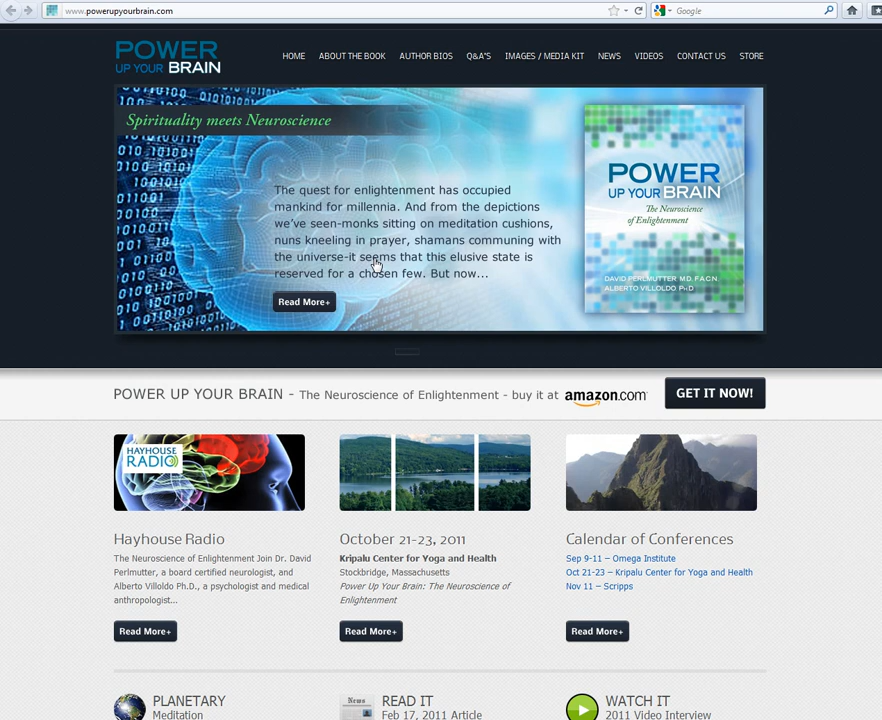 www.powerupyourbrain.com
Google
POWER
UP YOUR BRAIN
HOME ABOUT THE BOOK AUTHOR BIOS Q&A'S IMAGES / MEDIA KIT NEWS VIDEOS CONTACT US STORE
Spirituality meets Neuroscience
The quest for enlightenment has occupied
mankind for millennia. And from the depictions
we've seen-monks sitting on meditation cushions,
nuns kneeling in prayer, shamans communing with
the universe-it seems that this elusive state is
reserved for a chosen few. But now...
Read More+
POWER
UP YOUR BRAIN
The Neuroscience
of Enlightenment
DAVID PERLMUTTER M.D. F.A.C.N.
ALBERTO VILLOLDO PH.D
POWER UP YOUR BRAIN - The Neuroscience of Enlightenment - buy it at amazon.com GET IT NOW!
HAYHOUSE
RADIO
Hayhouse Radio
The Neuroscience of Enlightenment Join Dr. David
Perlmutter, a board certified neurologist, and
Alberto Villoldo Ph.D., a psychologist and medical
anthropologist...
Read More+
October 21-23, 2011
Kripalu Center for Yoga and Health
Stockbridge, Massachusetts
Power Up Your Brain: The Neuroscience of
Enlightenment
Read More+
Calendar of Conferences
Sep 9-11 – Omega Institute
Oct 21-23 – Kripalu Center for Yoga and Health
Nov 11 – Scripps
Read More+
PLANETARY
Meditation
News
READ IT
Feb 17, 2011 Article
WATCH IT
2011 Video Interview